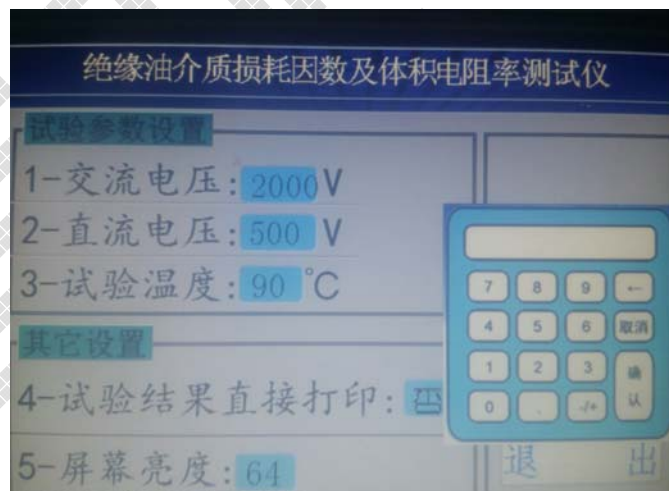 绝缘油介质损耗因数及体积电阻率测试仪
试验参数设置
1-交流电压:2000V
2-直流电压:500 V
3-试验温度:90 ℃
7 8 9 ←
4 5 6 取消
1 2 3 确认
0 . -/+
其它设置
4-试验结果直接打印:否
5-屏幕亮度:64
退 出